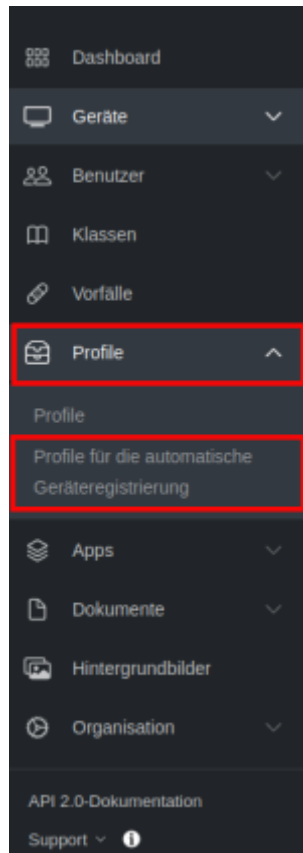 Dashboard
Geräte
Benutzer
Klassen
Vorfälle
Profile
Profile
Profile für die automatische
Geräteregistrierung
Apps
Dokumente
Hintergrundbilder
Organisation
API 2.0-Dokumentation
Support